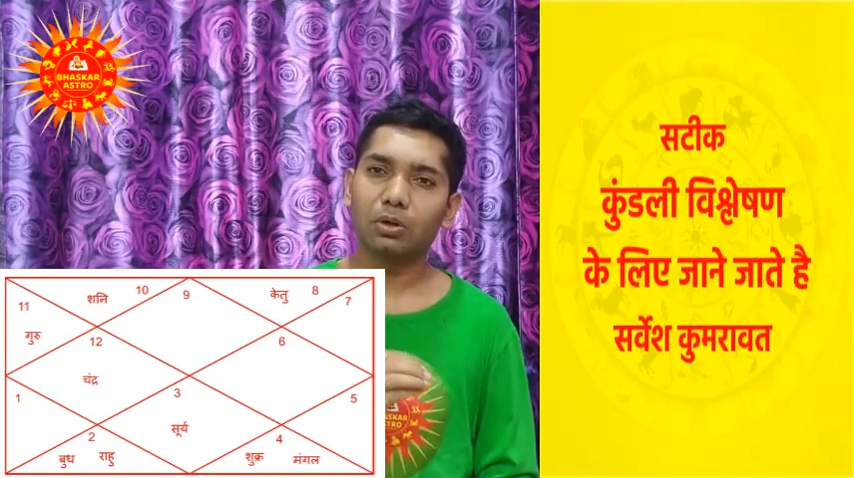 BHASKAR
ASTRO
सटीक
कुंडली विश्लेषण
के लिए जाने जाते है
सर्वेश कुमरावत
11
शनि
10
9
केतु
8
7
गुरु
12
6
चंद्र
1
3
5
सूर्य
2
4
बुध
राहु
शुक्र
मंगल
ASTRO